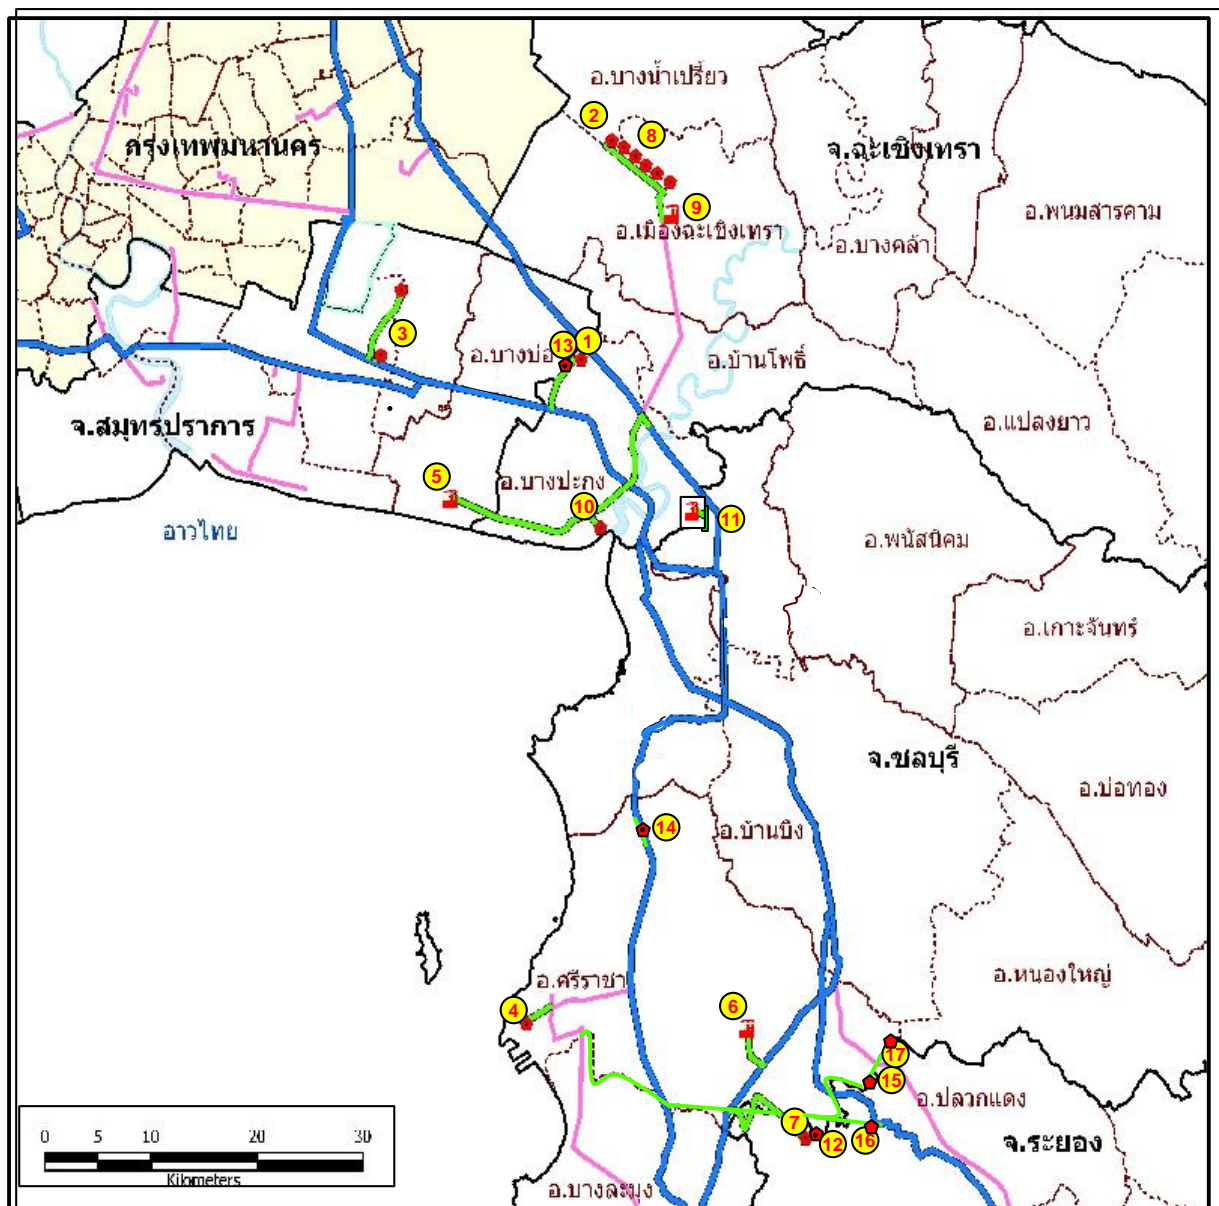 อ.บางน้ำเปรี้ยว
2
8
กรุงเทพมหานคร
จ.ฉะเชิงเทรา
9
อ.พนมสารคาม
อ.เมืองฉะเชิงเทรา
อ.บางคล้า
3
13
1
อ.บางบ่อ
อ.บ้านโพธิ์
อ.แปลงยาว
จ.สมุทรปราการ
5
อ.บางปะกง
10
11
อ่าวไทย
อ.พนัสนิคม
อ.เกาะจันทร์
จ.ชลบุรี
อ.บ่อทอง
14
อ.บ้านบึง
อ.ศรีราชา
อ.หนองใหญ่
4
6
17
15
อ.ปลวกแดง
7
12
16
จ.ระยอง
0 5 10 20 30
Kilometers
อ.บางละมุง